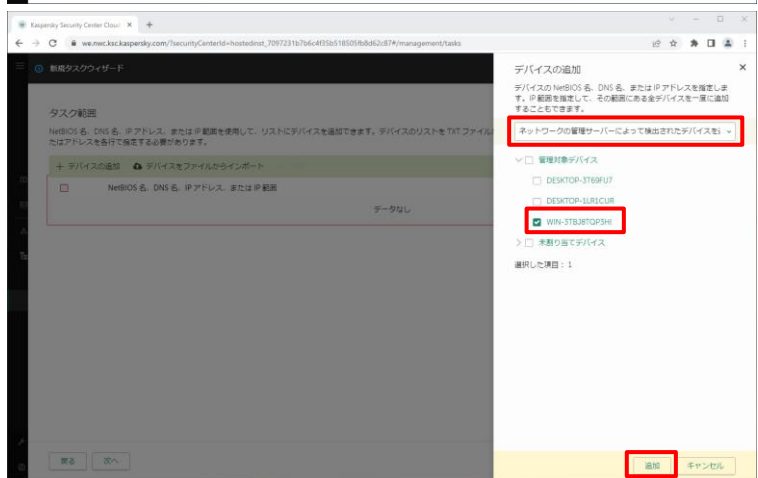 Kaspersky Security Center Cloud
we.nwc.ksc.kaspersky.com/?securityCenterId=hostedinst_7097231b7b6c4f35b518505fb8d62c87#/management/tasks
新規タスクウィザード
タスク範囲
NetBIOS 名、DNS 名、IP アドレス、または IP 範囲を使用して、リストにデバイスを追加できます。デバイスのリストを TXT ファイル
たはアドレスを各行で指定する必要があります。
デバイスの追加 デバイスをファイルからインポート
NetBIOS 名、DNS 名、IP アドレス、または IP 範囲
データなし
戻る 次へ
デバイスの追加
デバイスの NetBIOS 名、DNS 名、または IP アドレスを指定しま
す。IP 範囲を指定して、その範囲にある全デバイスを一度に追加
することもできます。
ネットワークの管理サーバーによって検出されたデバイスを
管理対象デバイス
DESKTOP-3T69FU7
DESKTOP-1LR1CUR
WIN-5TBJ8TQP3HI
未割り当てデバイス
選択した項目：1
追加 キャンセル